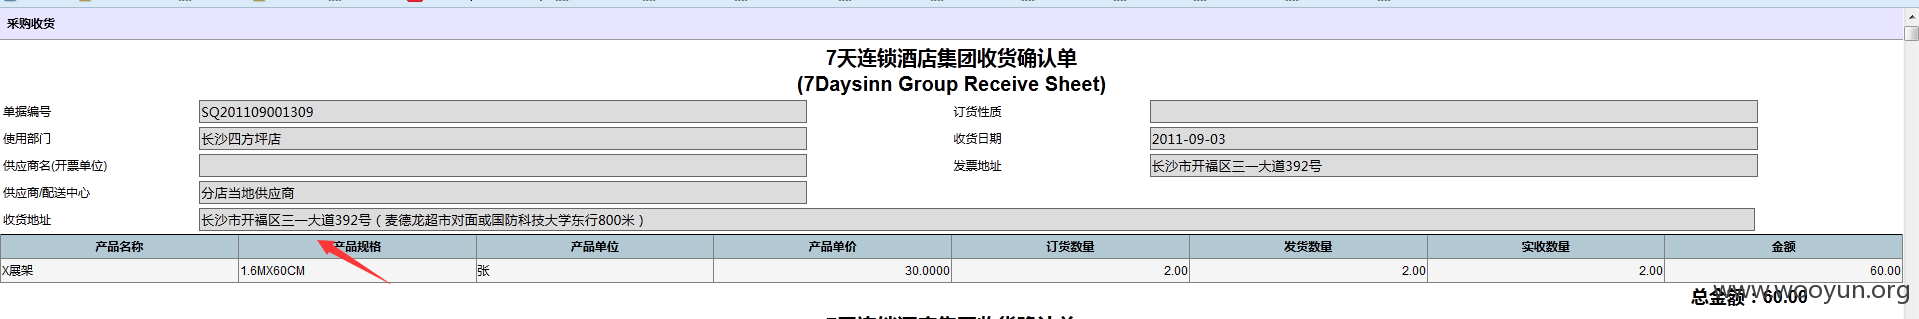 采购收货
7天连锁酒店集团收货确认单
(7Daysinn Group Receive Sheet)
单据编号 SQ201109001309 订货性质
使用部门 长沙四方坪店 收货日期 2011-09-03
供应商名(开票单位) 发票地址 长沙市开福区三一大道392号
供应商/配送中心 分店当地供应商
收货地址 长沙市开福区三一大道392号（麦德龙超市对面或国防科技大学东行800米）
产品名称 产品规格 产品单位 产品单价 订货数量 发货数量 实收数量 金额
X展架 1.6MX60CM 张 30.0000 2.00 2.00 2.00 60.00
总金额：60.00
www.wooyun.org